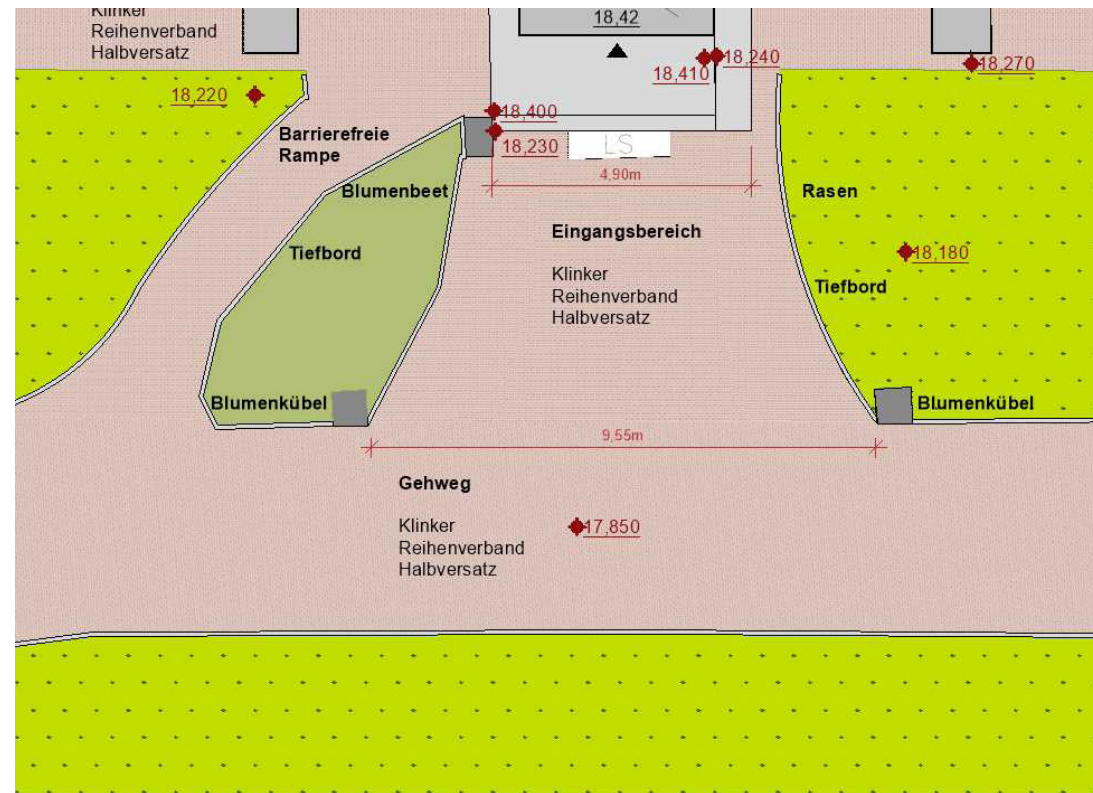 Klinker
Reihenverband
Halbversatz
18,42
18,410
18,240
18,270
18,220
18,400
Barrierefreie
Rampe
18,230
LS
4,90m
Blumenbeet
Rasen
Eingangsbereich
Tiefbord
18,180
Klinker
Reihenverband
Halbversatz
Tiefbord
Blumenkübel
Blumenkübel
9,55m
Gehweg
17,850
Klinker
Reihenverband
Halbversatz